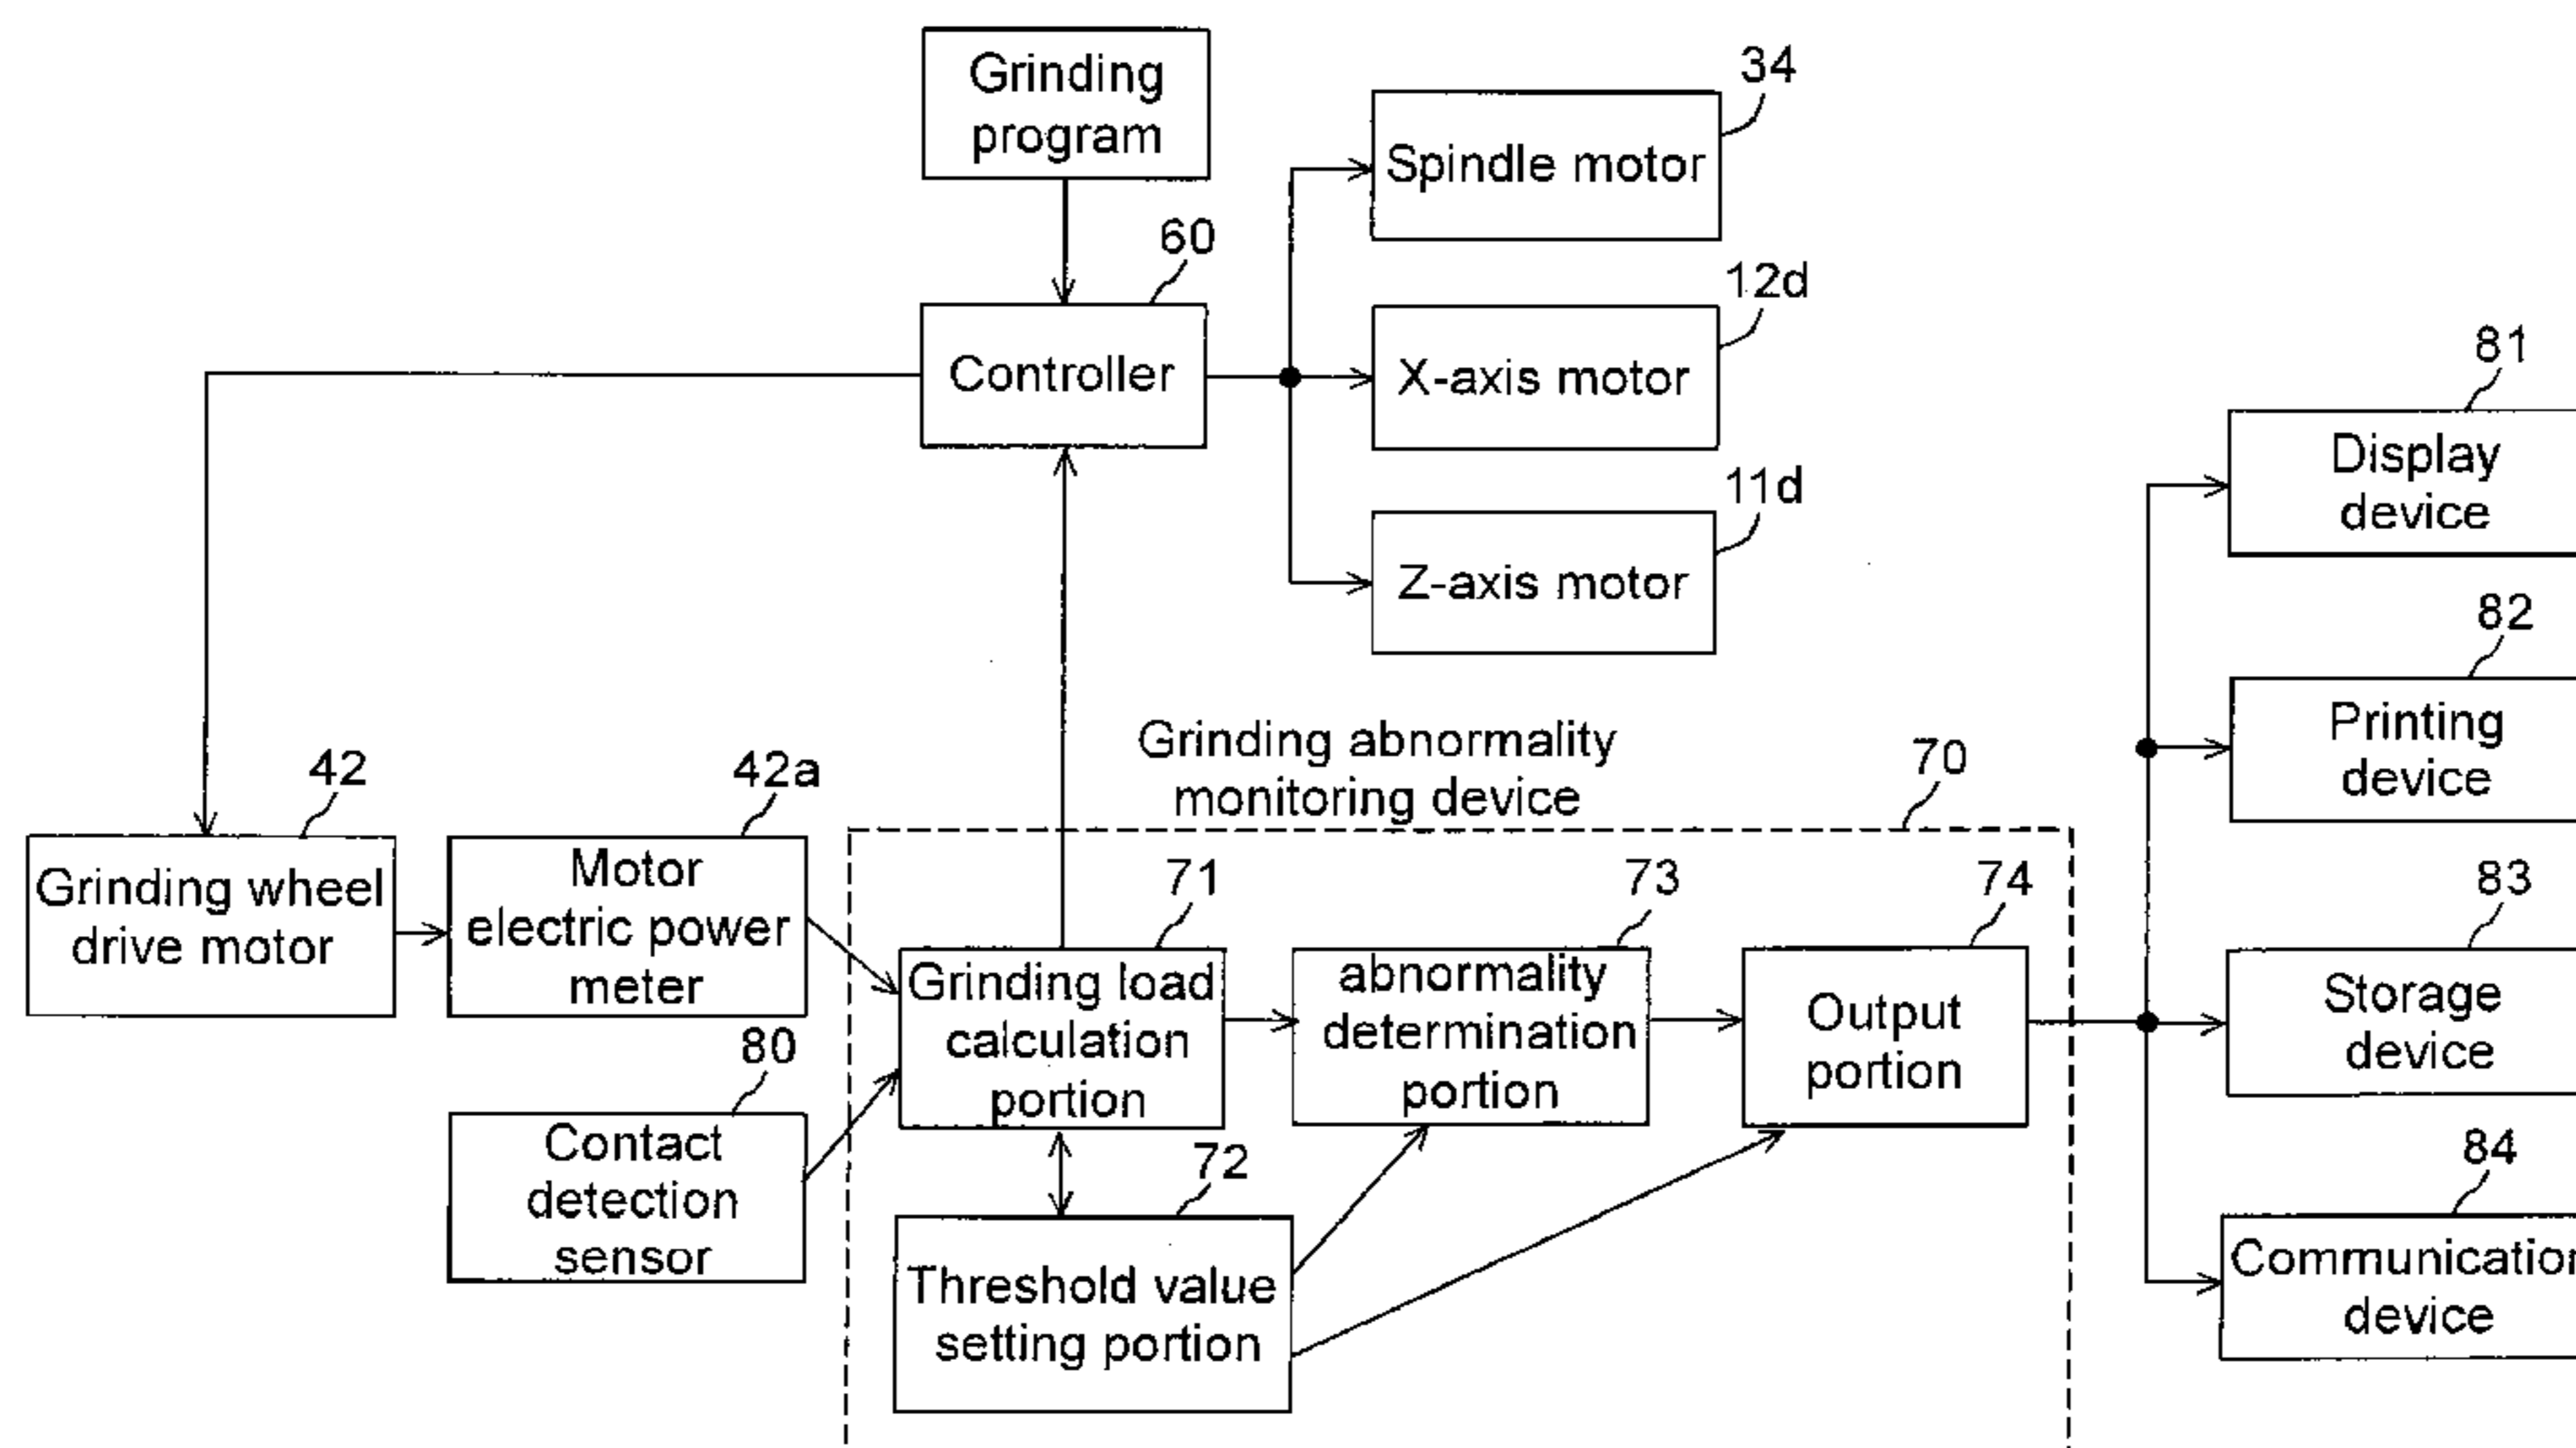 Grinding
program
34
Spindle motor
60
12d
Controller
X-axis motor
81
11d
Display
device
Z-axis motor
82
Grinding abnormality
monitoring device
70
Printing
device
42
42a
Grinding wheel
drive motor
Motor
electric power
meter
71
73
74
83
Grinding load
calculation
portion
abnormality
determination
portion
Output
portion
Storage
device
80
Contact
detection
sensor
72
84
Threshold value
setting portion
Communication
device